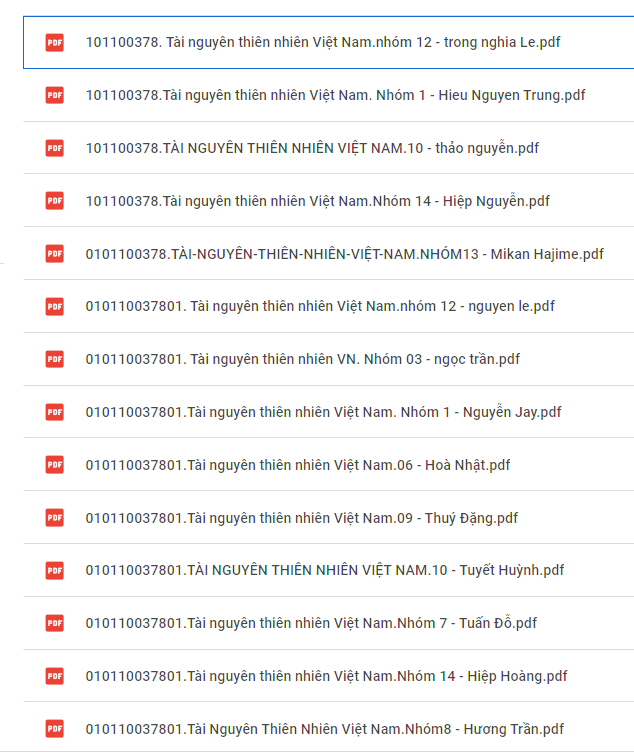 PDF 101100378. Tài nguyên thiên nhiên Việt Nam.nhóm 12 - trong nghia Le.pdf
PDF 101100378.Tài nguyên thiên nhiên Việt Nam. Nhóm 1 - Hieu Nguyen Trung.pdf
PDF 101100378.TÀI NGUYÊN THIÊN NHIÊN VIỆT NAM.10 - thảo nguyễn.pdf
PDF 101100378.Tài nguyên thiên nhiên Việt Nam.Nhóm 14 - Hiệp Nguyễn.pdf
PDF 0101100378.TÀI-NGUYÊN-THIÊN-NHIÊN-VIỆT-NAM.NHÓM13 - Mikan Hajime.pdf
PDF 010110037801. Tài nguyên thiên nhiên Việt Nam.nhóm 12 - nguyen le.pdf
PDF 010110037801. Tài nguyên thiên nhiên VN. Nhóm 03 - ngọc trần.pdf
PDF 010110037801.Tài nguyên thiên nhiên Việt Nam. Nhóm 1 - Nguyễn Jay.pdf
PDF 010110037801.Tài nguyên thiên nhiên Việt Nam.06 - Hoà Nhật.pdf
PDF 010110037801.Tài nguyên thiên nhiên Việt Nam.09 - Thuý Đặng.pdf
PDF 010110037801.TÀI NGUYÊN THIÊN NHIÊN VIỆT NAM.10 - Tuyết Huỳnh.pdf
PDF 010110037801.Tài nguyên thiên nhiên Việt Nam.Nhóm 7 - Tuấn Đỗ.pdf
PDF 010110037801.Tài nguyên thiên nhiên Việt Nam.Nhóm 14 - Hiệp Hoàng.pdf
PDF 010110037801.Tài Nguyên Thiên Nhiên Việt Nam.Nhóm8 - Hương Trần.pdf